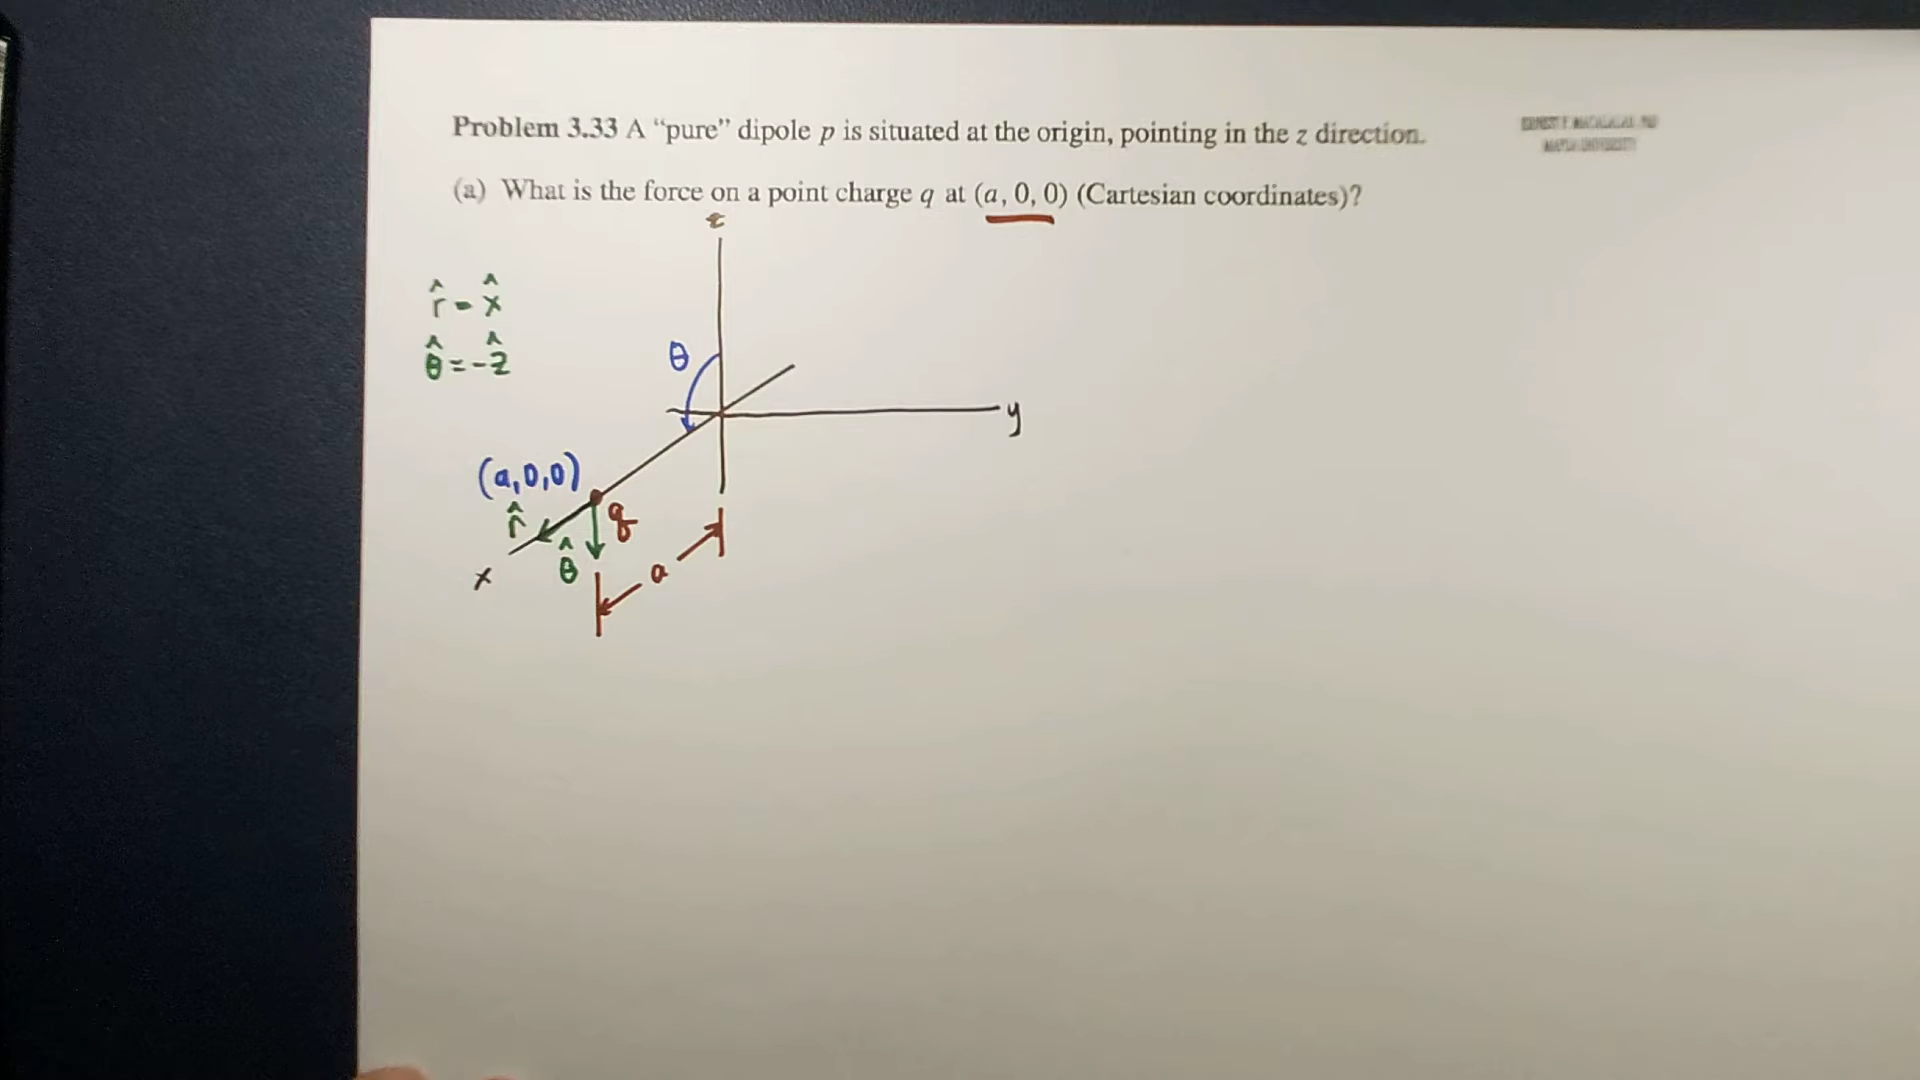 Problem 3.33 A “pure” dipole p is situated at the origin, pointing in the z direction.
(a) What is the force on a point charge q at (a, 0, 0) (Cartesian coordinates)?
z
r̂ = x̂
θ̂ = -ẑ
θ
y
(a,0,0)
r̂
q
θ̂
a
x